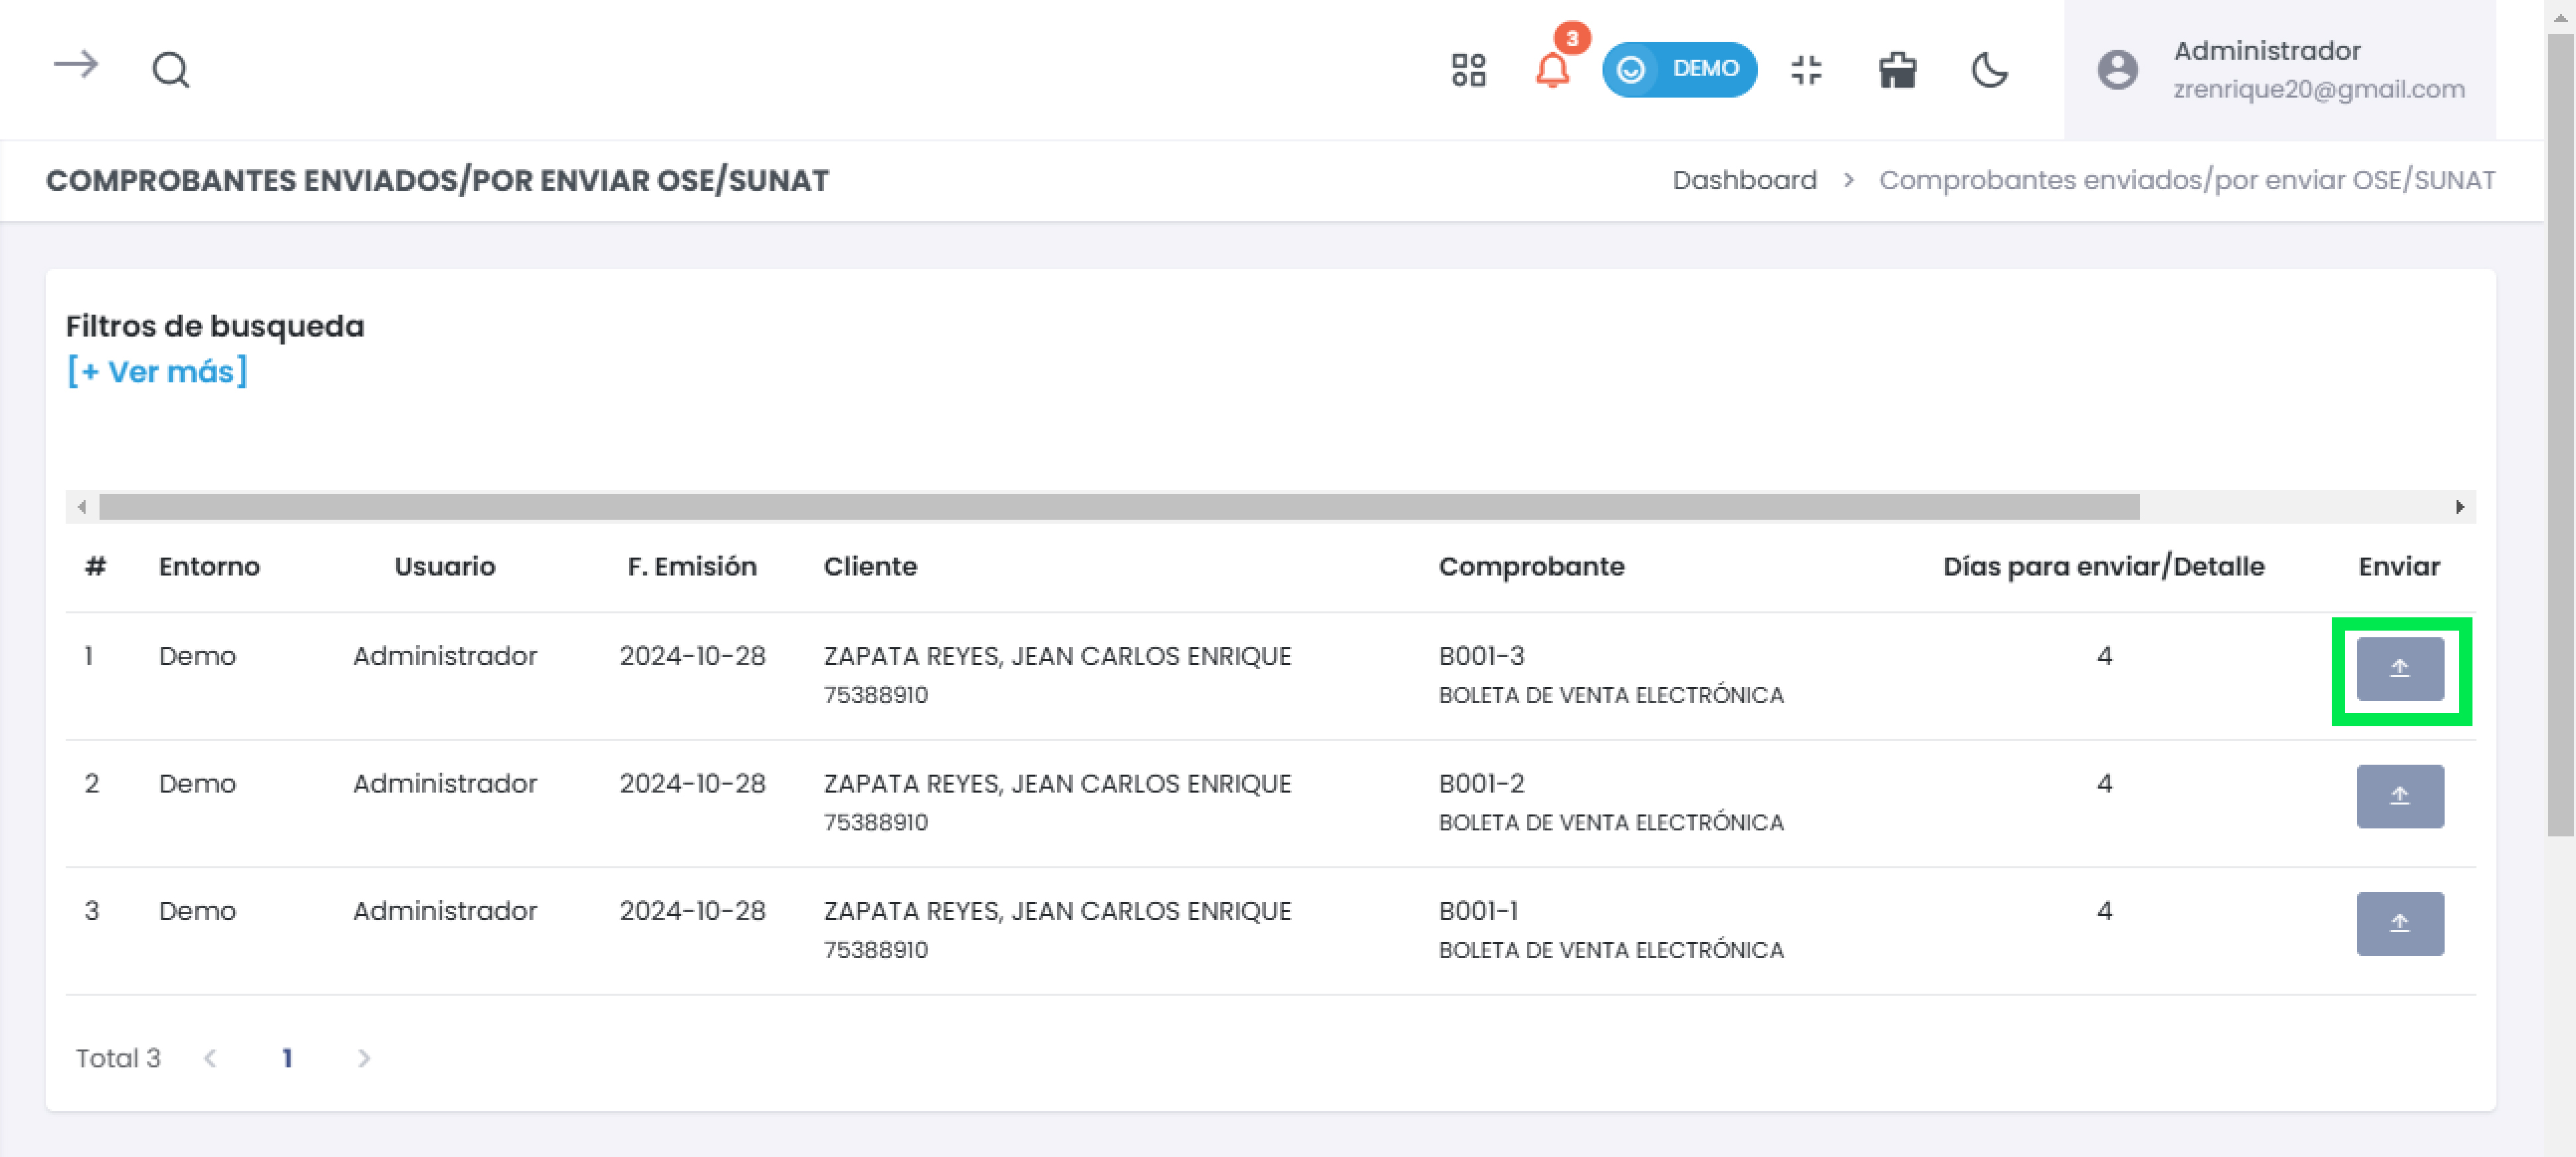 3
DEMO
Administrador
zrenrique20@gmail.com
COMPROBANTES ENVIADOS/POR ENVIAR OSE/SUNAT
Dashboard > Comprobantes enviados/por enviar OSE/SUNAT
Filtros de busqueda
[+ Ver más]
# Entorno Usuario F. Emisión Cliente Comprobante Días para enviar/Detalle Enviar
1 Demo Administrador 2024-10-28 ZAPATA REYES, JEAN CARLOS ENRIQUE B001-3 4
75388910 BOLETA DE VENTA ELECTRÓNICA
2 Demo Administrador 2024-10-28 ZAPATA REYES, JEAN CARLOS ENRIQUE B001-2 4
75388910 BOLETA DE VENTA ELECTRÓNICA
3 Demo Administrador 2024-10-28 ZAPATA REYES, JEAN CARLOS ENRIQUE B001-1 4
75388910 BOLETA DE VENTA ELECTRÓNICA
Total 3 < 1 >